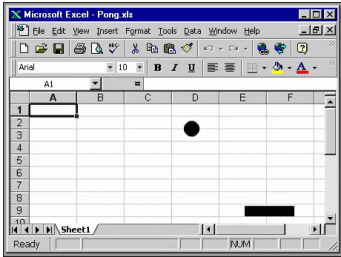 Microsoft Excel - Pong.xls
File Edit View Insert Format Tools Data Window Help
Arial 10 B I U A
A1 =
A B C D E F
1
2
3
4
5
6
7
8
9
10
Sheet1
Ready NUM